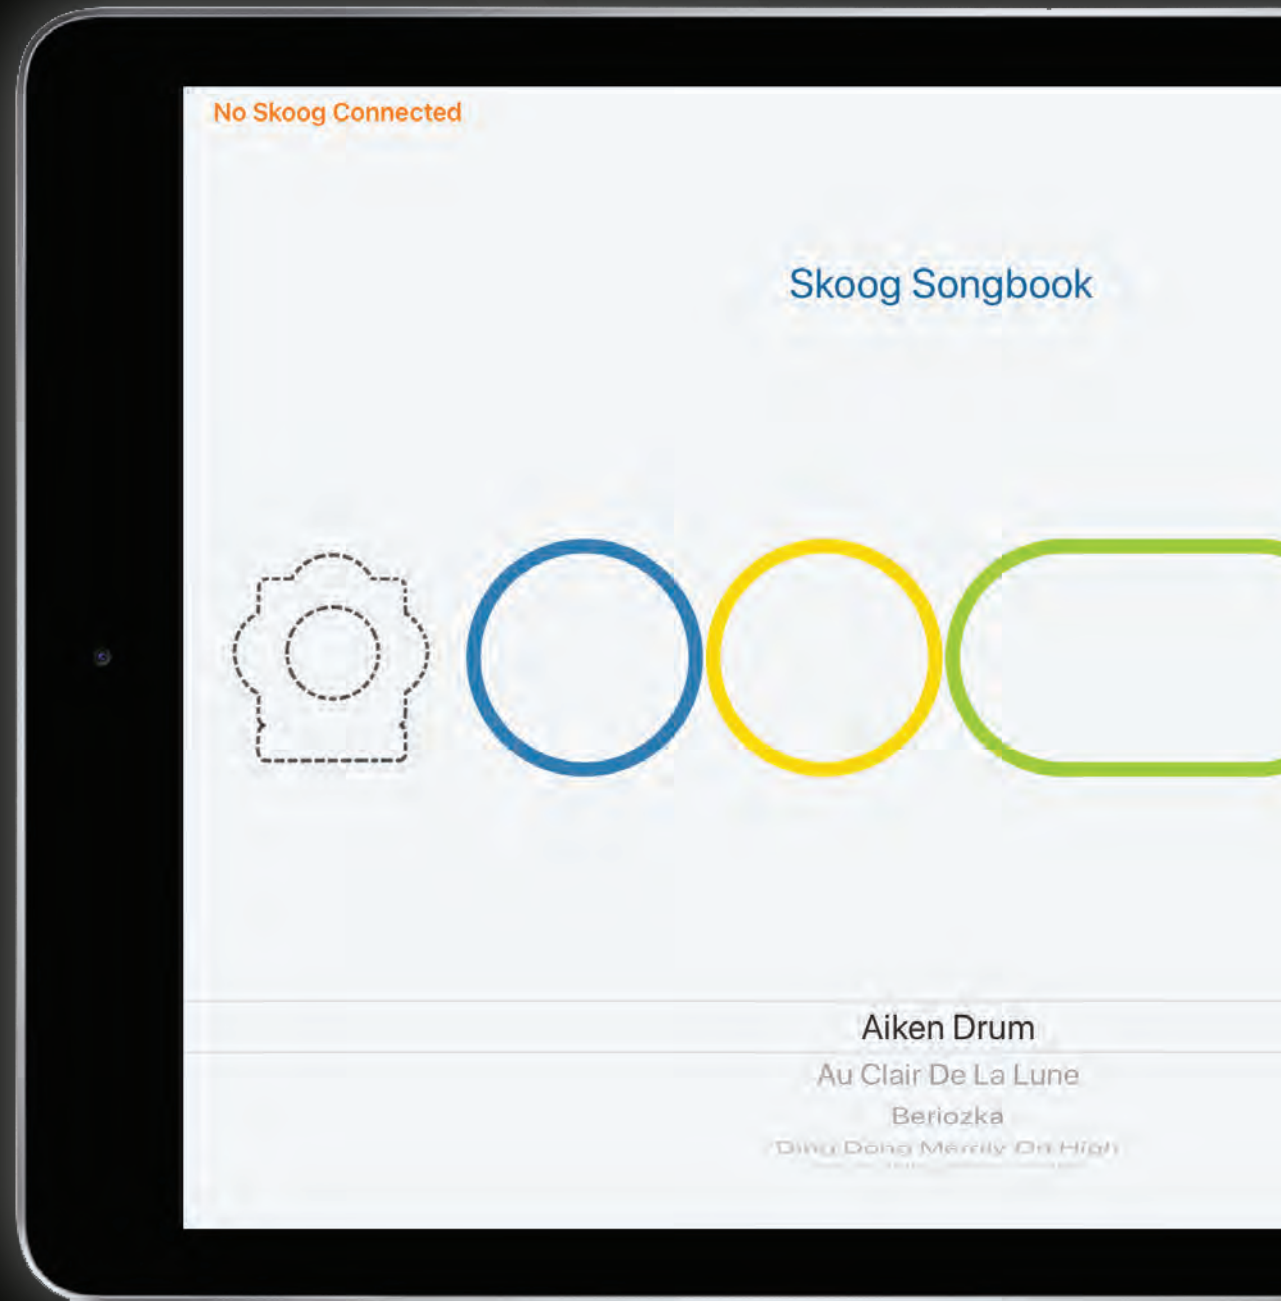 No Skoog Connected
Skoog Songbook
Aiken Drum
Au Clair De La Lune
Beriozka
Ding Dong Merrily On High